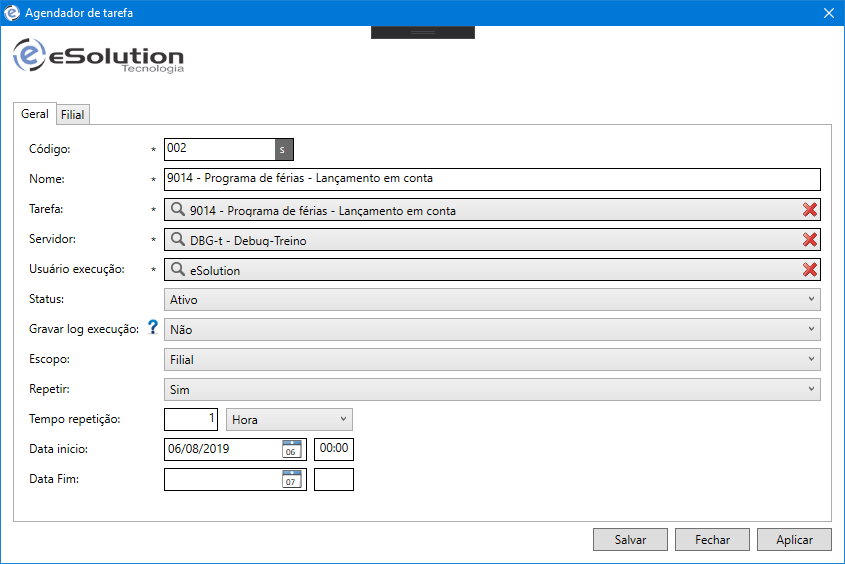 Agendador de tarefa
eSolution
Tecnologia
Geral Filial
Código: * 002 s
Nome: * 9014 - Programa de férias - Lançamento em conta
Tarefa: * 9014 - Programa de férias - Lançamento em conta
Servidor: * DBG-t - Debug-Treino
Usuário execução: * eSolution
Status: Ativo
Gravar log execução: ? Não
Escopo: Filial
Repetir: Sim
Tempo repetição: 1 Hora
Data inicio: 06/08/2019 06 00:00
Data Fim: 07
Salvar Fechar Aplicar